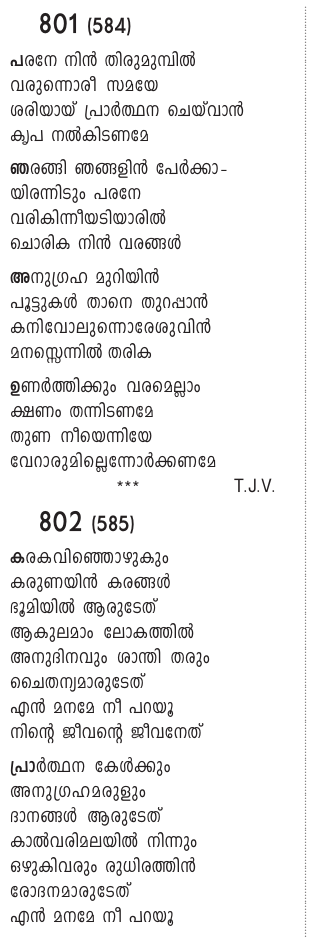 801 (584)
പരനേ നിൻ തിരുമുമ്പിൽ
വരുന്നൊരീ സമയേ
ശരിയായ് പ്രാർത്ഥന ചെയ്‌വാൻ
കൃപ നൽകിടണമേ
ഞരങ്ങി ഞങ്ങളിൻ പേർക്കാ-
യിരന്നിടും പരനേ
വരികിന്നീയടിയാരിൽ
ചൊരിക നിൻ വരങ്ങൾ
അനുഗ്രഹ മുറിയിൻ
പൂട്ടുകൾ താനെ തുറപ്പാൻ
കനിവോലുന്നൊരേശുവിൻ
മനസ്സെന്നിൽ തരിക
ഉണർത്തിക്കും വരമെല്ലാം
ക്ഷണം തന്നിടണമേ
തുണ നീയെന്നിയേ
വേറാരുമില്ലെന്നോർക്കണമേ
*** T.J.V.
802 (585)
കരകവിഞ്ഞൊഴുകും
കരുണയിൻ കരങ്ങൾ
ഭൂമിയിൽ ആരുടേത്
ആകുലമാം ലോകത്തിൽ
അനുദിനവും ശാന്തി തരും
ചൈതന്യമാരുടേത്
എൻ മനമേ നീ പറയൂ
നിന്റെ ജീവന്റെ ജീവനേത്
പ്രാർത്ഥന കേൾക്കും
അനുഗ്രഹമരുളും
ദാനങ്ങൾ ആരുടേത്
കാൽവരിമലയിൽ നിന്നും
ഒഴുകിവരും രുധിരത്തിൻ
രോദനമാരുടേത്
എൻ മനമേ നീ പറയൂ